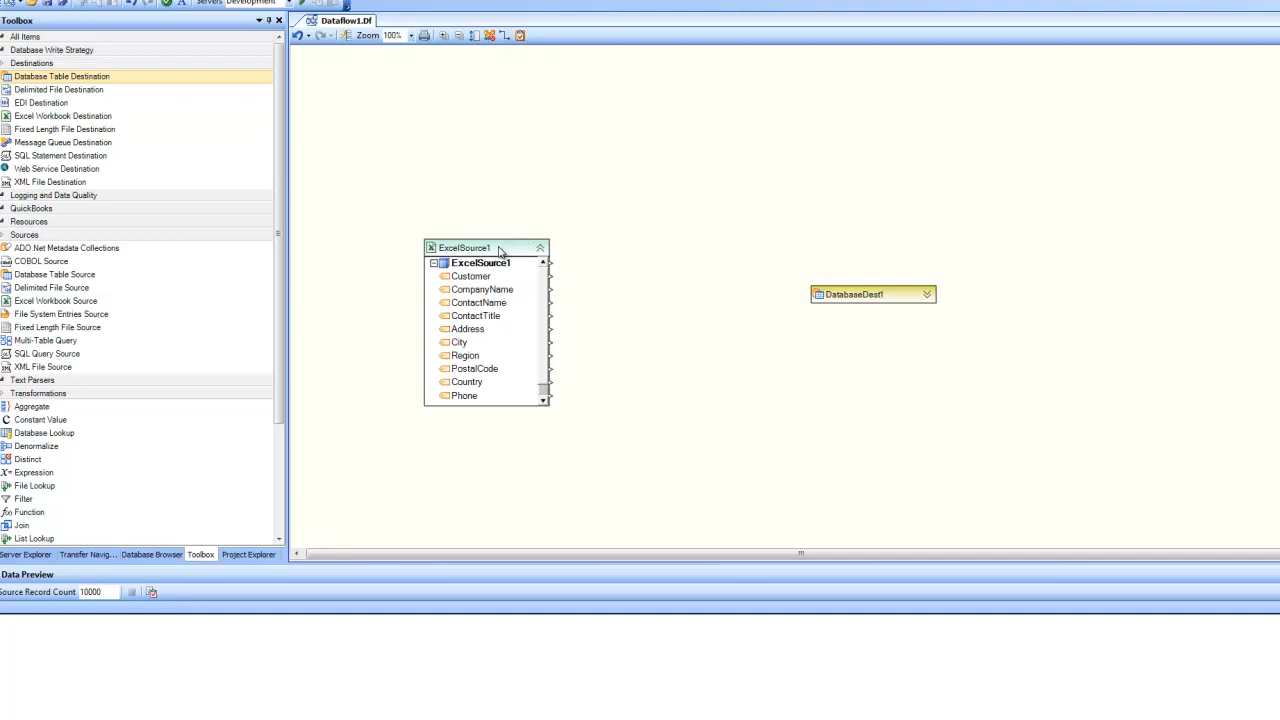 Servers Development
Toolbox
All Items
Database Write Strategy
Destinations
Database Table Destination
Delimited File Destination
EDI Destination
Excel Workbook Destination
Fixed Length File Destination
Message Queue Destination
SQL Statement Destination
Web Service Destination
XML File Destination
Logging and Data Quality
QuickBooks
Resources
Sources
ADO.Net Metadata Collections
COBOL Source
Database Table Source
Delimited File Source
Excel Workbook Source
File System Entries Source
Fixed Length File Source
Multi-Table Query
SQL Query Source
XML File Source
Text Parsers
Transformations
Aggregate
Constant Value
Database Lookup
Denormalize
Distinct
Expression
File Lookup
Filter
Function
Join
List Lookup
Server Explorer Transfer Navig... Database Browser Toolbox Project Explorer
Dataflow1.Df
Zoom 100%
ExcelSource1
ExcelSource1
Customer
CompanyName
ContactName
ContactTitle
Address
City
Region
PostalCode
Country
Phone
DatabaseDest1
Data Preview
Source Record Count 10000